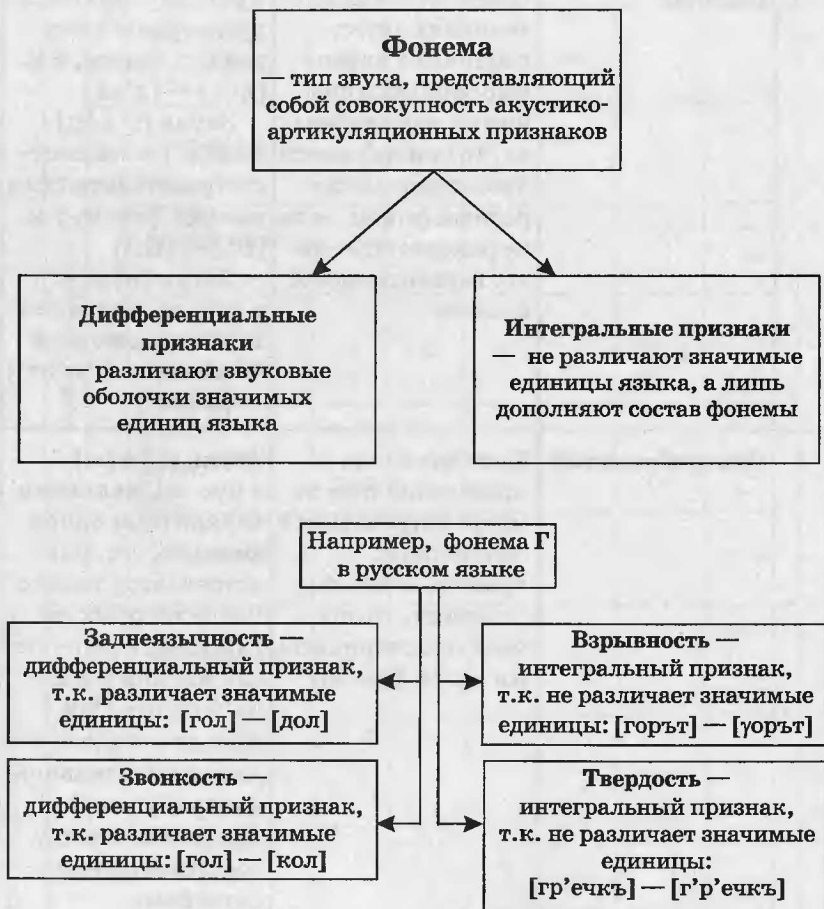 Фонема
— тип звука, представляющий
собой совокупность акустико-
артикуляционных признаков
Дифференциальные
признаки
— различают звуковые
оболочки значимых
единиц языка
Интегральные признаки
— не различают значимые
единицы языка, а лишь
дополняют состав фонемы
Например, фонема Г
в русском языке
Заднеязычность —
дифференциальный признак,
т.к. различает значимые
единицы: [гол] — [дол]
Взрывность —
интегральный признак,
т.к. не различает значимые
единицы: [горът] — [γорът]
Звонкость —
дифференциальный признак,
т.к. различает значимые
единицы: [гол] — [кол]
Твердость —
интегральный признак,
т.к. не различает значимые
единицы:
[гр'ечкъ] — [г'р'ечкъ]